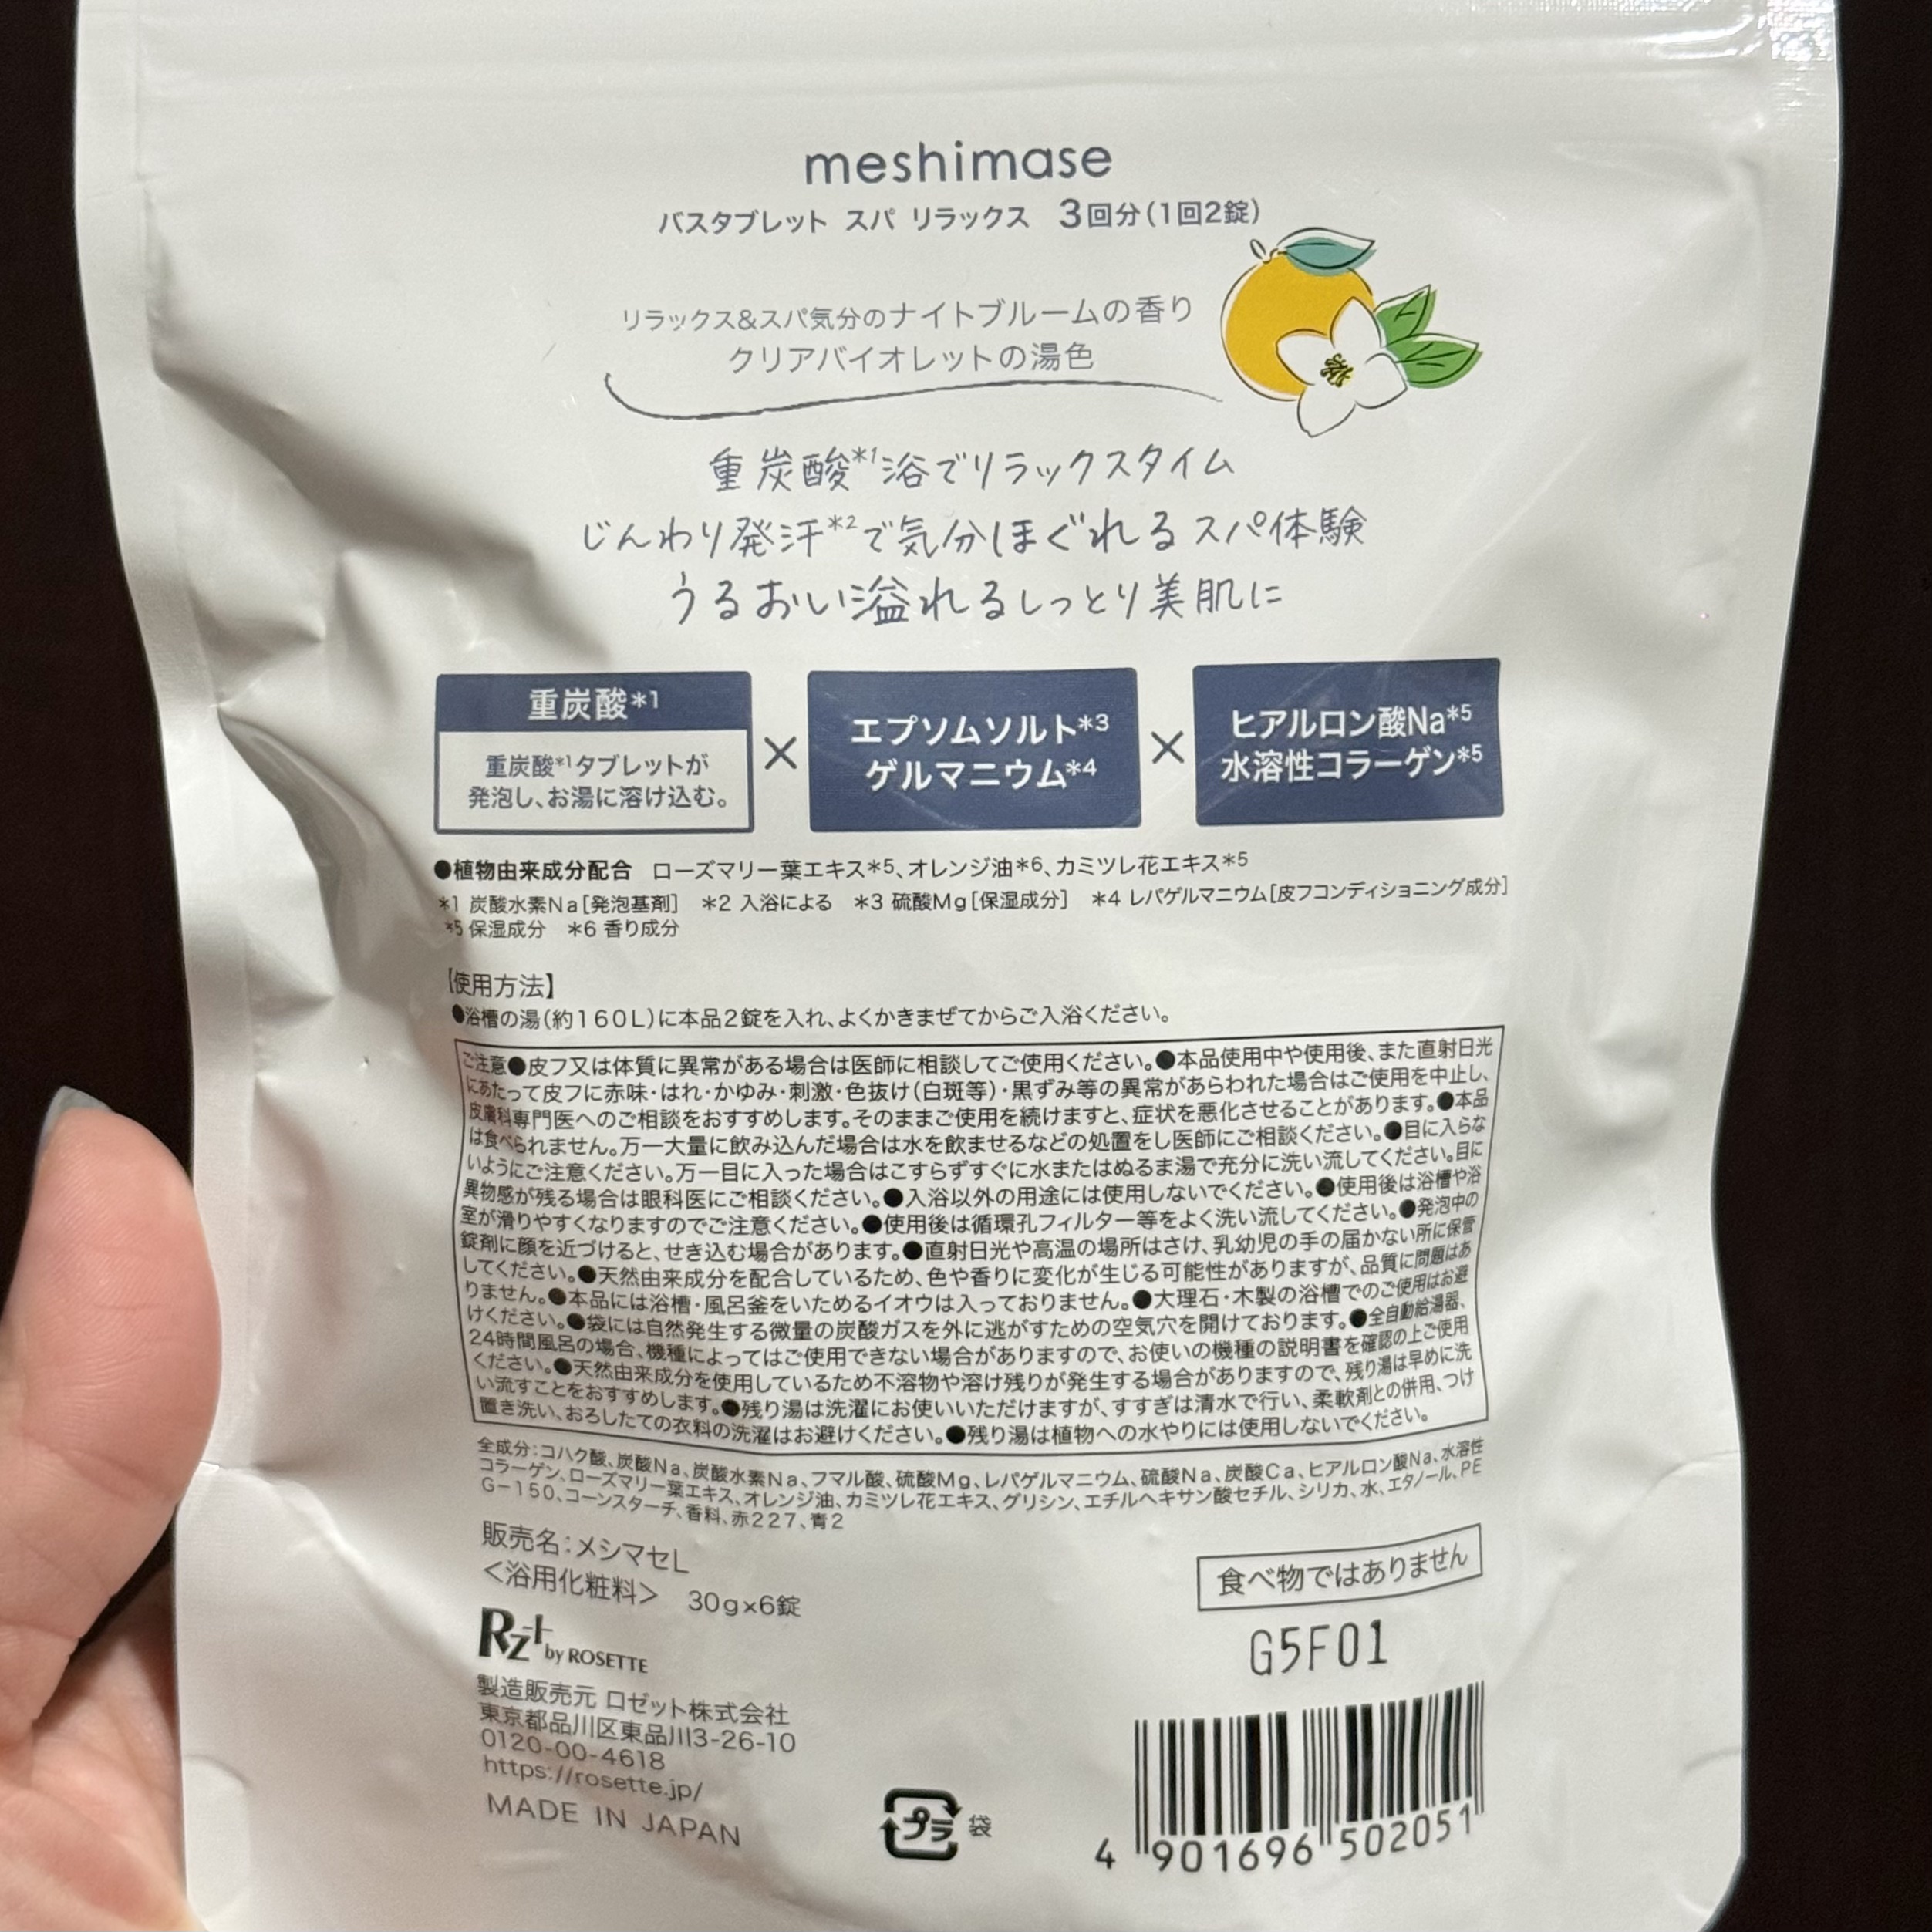 meshimase
バスタブレット スパ リラックス 3回分(1回2錠)
リラックス&スパ気分のナイトブルームの香り
クリアバイオレットの湯色
重炭酸*1浴でリラックスタイム
じんわり発汗*2で気分ほぐれるスパ体験
うるおい溢れるしっとり美肌に
重炭酸*1
重炭酸*1タブレットが
発泡し、お湯に溶け込む。
×
エプソムソルト*3
ゲルマニウム*4
×
ヒアルロン酸Na*5
水溶性コラーゲン*5
●植物由来成分配合 ローズマリー葉エキス*5、オレンジ油*6、カミツレ花エキス*5
*1 炭酸水素Na[発泡基剤] *2 入浴による *3 硫酸Mg[保湿成分] *4 レパゲルマニウム[皮フコンディショニング成分]
*5 保湿成分 *6 香り成分
【使用方法】
●浴槽の湯(約160L)に本品2錠を入れ、よくかきまぜてからご入浴ください。
ご注意●皮フ又は体質に異常がある場合は医師に相談してご使用ください。●本品使用中や使用後、また直射日光
にあたって皮フに赤味・はれ・かゆみ・刺激・色抜け(白斑等)・黒ずみ等の異常があらわれた場合はご使用を中止し、
皮膚科専門医へのご相談をおすすめします。そのままご使用を続けますと、症状を悪化させることがあります。●本品
は食べられません。万一大量に飲み込んだ場合は水を飲ませるなどの処置をし医師にご相談ください。●目に入らな
いようにご注意ください。万一目に入った場合はこすらずすぐに水またはぬるま湯で充分に洗い流してください。目に
異物感が残る場合は眼科医にご相談ください。●入浴以外の用途には使用しないでください。●使用後は浴槽や浴
室が滑りやすくなりますのでご注意ください。●使用後は循環孔フィルター等をよく洗い流してください。●発泡中の
錠剤に顔を近づけると、せき込む場合があります。●直射日光や高温の場所はさけ、乳幼児の手の届かない所に保管
してください。●天然由来成分を配合しているため、色や香りに変化が生じる可能性がありますが、品質に問題はあ
りません。●本品には浴槽・風呂釜をいためるイオウは入っておりません。●大理石・木製の浴槽でのご使用はお避
けください。●袋には自然発生する微量の炭酸ガスを外に逃がすための空気穴を開けております。●全自動給湯器、
24時間風呂の場合、機種によってはご使用できない場合がありますので、お使いの機種の説明書を確認の上ご使用
ください。●天然由来成分を使用しているため不溶物や溶け残りが発生する場合がありますので、残り湯は早めに洗
い流すことをおすすめします。●残り湯は洗濯にお使いいただけますが、すすぎは清水で行い、柔軟剤との併用、つけ
置き洗い、おろしたての衣料の洗濯はお避けください。●残り湯は植物への水やりには使用しないでください。
全成分:コハク酸、炭酸Na、炭酸水素Na、フマル酸、硫酸Mg、レパゲルマニウム、硫酸Na、炭酸Ca、ヒアルロン酸Na、水溶性
コラーゲン、ローズマリー葉エキス、オレンジ油、カミツレ花エキス、グリシン、エチルヘキサン酸セチル、シリカ、水、エタノール、PE
G-150、コーンスターチ、香料、赤227、青2
販売名:メシマセL
<浴用化粧料> 30g×6錠
食べ物ではありません
G5F01
Rz+ by ROSETTE
製造販売元 ロゼット株式会社
東京都品川区東品川3-26-10
0120-00-4618
https://rosette.jp/
MADE IN JAPAN
プラ 袋
4 901696 502051